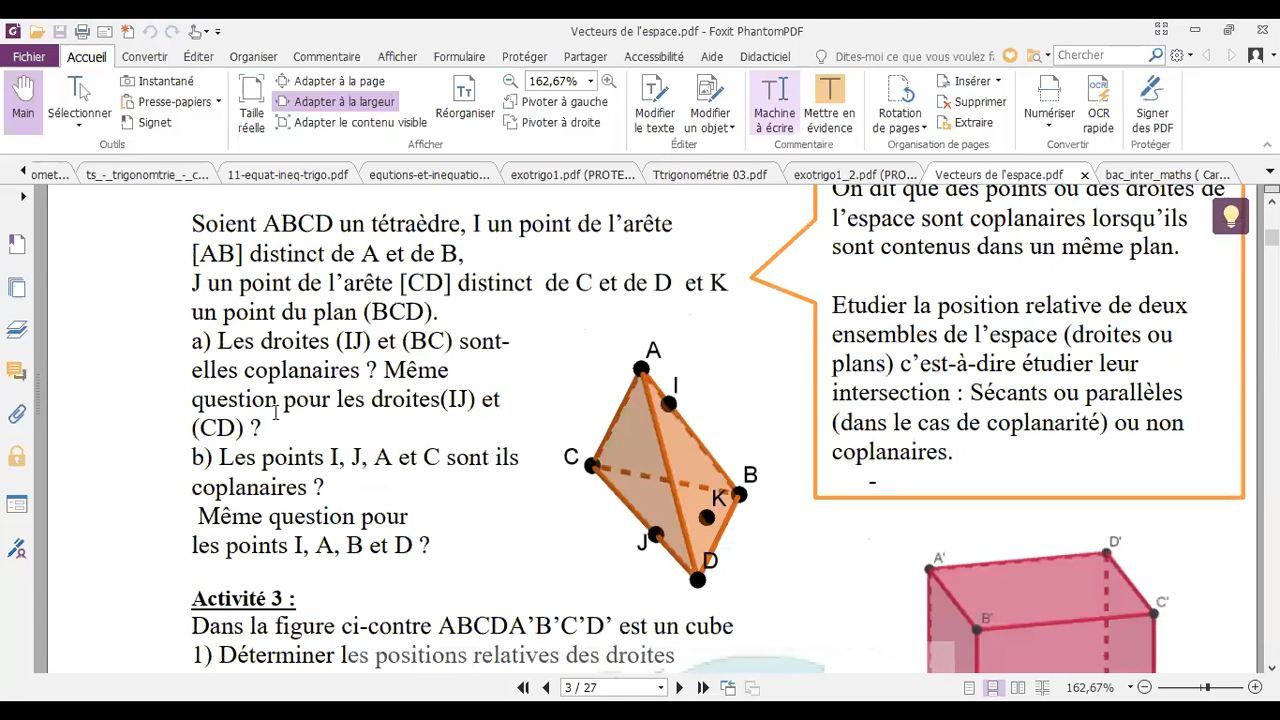 Vecteurs de l'espace.pdf - Foxit PhantomPDF
Fichier Accueil Convertir Éditer Organiser Commentaire Afficher Formulaire Protéger Partager Accessibilité Aide Didacticiel Dites-moi ce que vous voulez f Chercher
Main
Sélectionner
Instantané
Presse-papiers
Signet
Outils
Taille réelle
Adapter à la page
Adapter à la largeur
Adapter le contenu visible
Réorganiser
162,67%
Pivoter à gauche
Pivoter à droite
Afficher
Modifier le texte
Modifier un objet
Éditer
Machine à écrire
Mettre en évidence
Commentaire
Rotation de pages
Insérer
Supprimer
Extraire
Organisation de pages
Numériser
OCR rapide
Convertir
Signer des PDF
Protéger
omet... ts_-_trigonomtrie_-_c... 11-equat-ineq-trigo.pdf eqution-et-inequatio... exotrigo1.pdf (PROTE... Ttrigonométrie 03.pdf exotrigo1_2.pdf (PRO... Vecteurs de l'espace.pdf bac_inter_maths ( Car...
Soient ABCD un tétraèdre, I un point de l’arête
[AB] distinct de A et de B,
J un point de l’arête [CD] distinct de C et de D et K
un point du plan (BCD).
a) Les droites (IJ) et (BC) sont-
elles coplanaires ? Même
question pour les droites(IJ) et
(CD) ?
b) Les points I, J, A et C sont ils
coplanaires ?
Même question pour
les points I, A, B et D ?
A
I
C
B
K
J
D
On dit que des points ou des droites de
l’espace sont coplanaires lorsqu’ils
sont contenus dans un même plan.
Etudier la position relative de deux
ensembles de l’espace (droites ou
plans) c’est-à-dire étudier leur
intersection : Sécants ou parallèles
(dans le cas de coplanarité) ou non
coplanaires.
-
Activité 3 :
Dans la figure ci-contre ABCDA’B’C’D’ est un cube
1) Déterminer les positions relatives des droites
A'
D'
B'
C'
3 / 27
162,67%